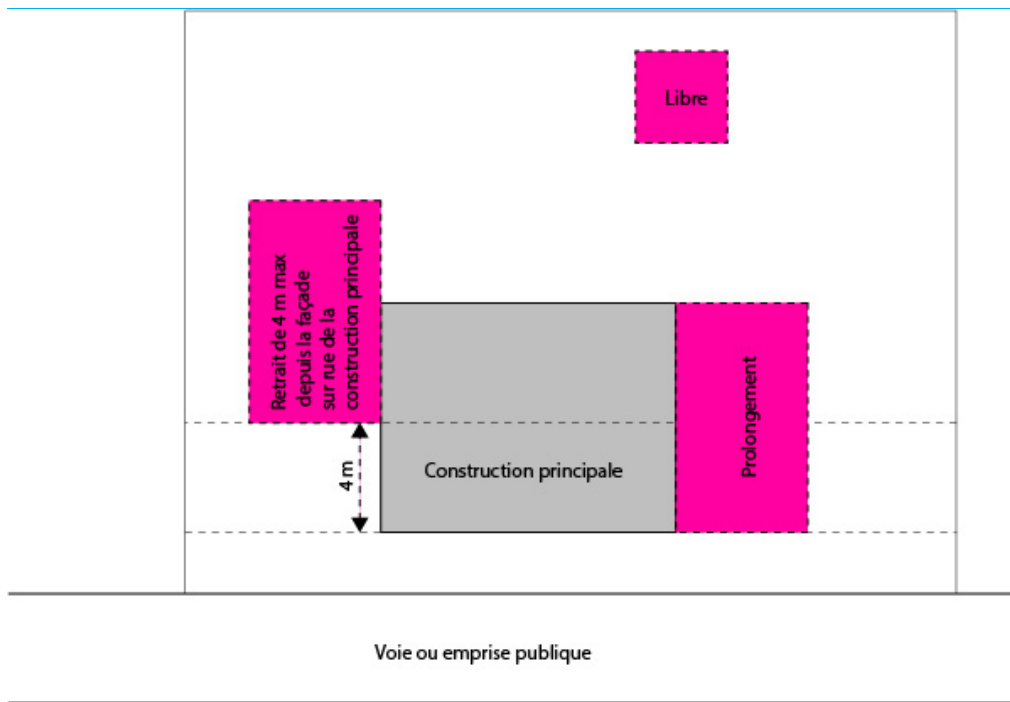 Libre
Retrait de 4 m max
depuis la façade
sur rue de la
construction principale
4 m
Construction principale
Prolongement
Voie ou emprise publique